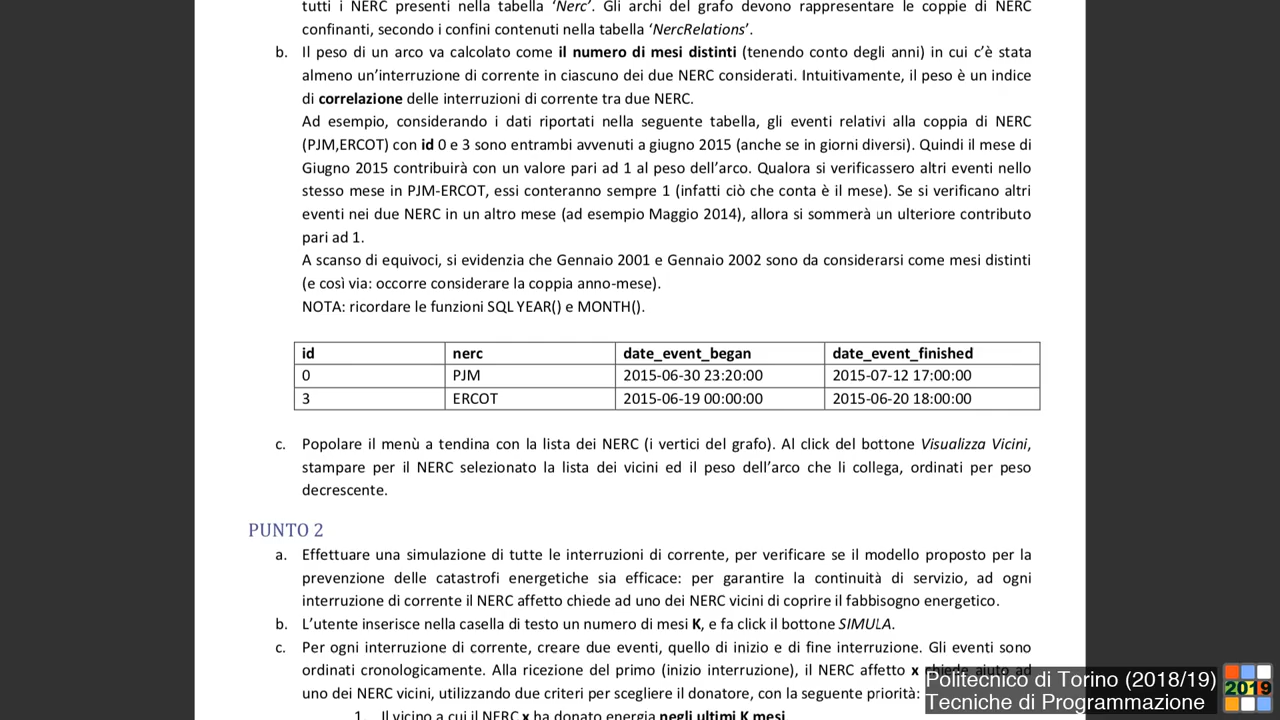 tutti i NERC presenti nella tabella ‘Nerc’. Gli archi del grafo devono rappresentare le coppie di NERC
confinanti, secondo i confini contenuti nella tabella ‘NercRelations’.
b. Il peso di un arco va calcolato come il numero di mesi distinti (tenendo conto degli anni) in cui c’è stata
almeno un’interruzione di corrente in ciascuno dei due NERC considerati. Intuitivamente, il peso è un indice
di correlazione delle interruzioni di corrente tra due NERC.
Ad esempio, considerando i dati riportati nella seguente tabella, gli eventi relativi alla coppia di NERC
(PJM,ERCOT) con id 0 e 3 sono entrambi avvenuti a giugno 2015 (anche se in giorni diversi). Quindi il mese di
Giugno 2015 contribuirà con un valore pari ad 1 al peso dell’arco. Qualora si verificassero altri eventi nello
stesso mese in PJM-ERCOT, essi conteranno sempre 1 (infatti ciò che conta è il mese). Se si verificano altri
eventi nei due NERC in un altro mese (ad esempio Maggio 2014), allora si sommerà un ulteriore contributo
pari ad 1.
A scanso di equivoci, si evidenzia che Gennaio 2001 e Gennaio 2002 sono da considerarsi come mesi distinti
(e così via: occorre considerare la coppia anno-mese).
NOTA: ricordare le funzioni SQL YEAR() e MONTH().
id nerc date_event_began date_event_finished
0 PJM 2015-06-30 23:20:00 2015-07-12 17:00:00
3 ERCOT 2015-06-19 00:00:00 2015-06-20 18:00:00
c. Popolare il menù a tendina con la lista dei NERC (i vertici del grafo). Al click del bottone Visualizza Vicini,
stampare per il NERC selezionato la lista dei vicini ed il peso dell’arco che li collega, ordinati per peso
decrescente.
PUNTO 2
a. Effettuare una simulazione di tutte le interruzioni di corrente, per verificare se il modello proposto per la
prevenzione delle catastrofi energetiche sia efficace: per garantire la continuità di servizio, ad ogni
interruzione di corrente il NERC affetto chiede ad uno dei NERC vicini di coprire il fabbisogno energetico.
b. L’utente inserisce nella casella di testo un numero di mesi K, e fa click il bottone SIMULA.
c. Per ogni interruzione di corrente, creare due eventi, quello di inizio e di fine interruzione. Gli eventi sono
ordinati cronologicamente. Alla ricezione del primo (inizio interruzione), il NERC affetto x chiede aiuto ad
uno dei NERC vicini, utilizzando due criteri per scegliere il donatore, con la seguente priorità:
1. Il vicino a cui il NERC x ha donato energia negli ultimi K mesi
Politecnico di Torino (2018/19)
Tecniche di Programmazione
2019